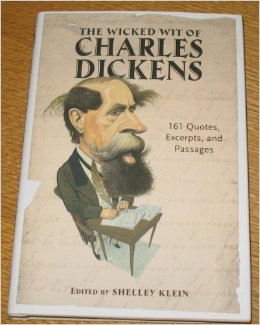 THE WICKED WIT OF
CHARLES
DICKENS
161 Quotes,
Excerpts, and
Passages
EDITED BY SHELLEY KLEIN